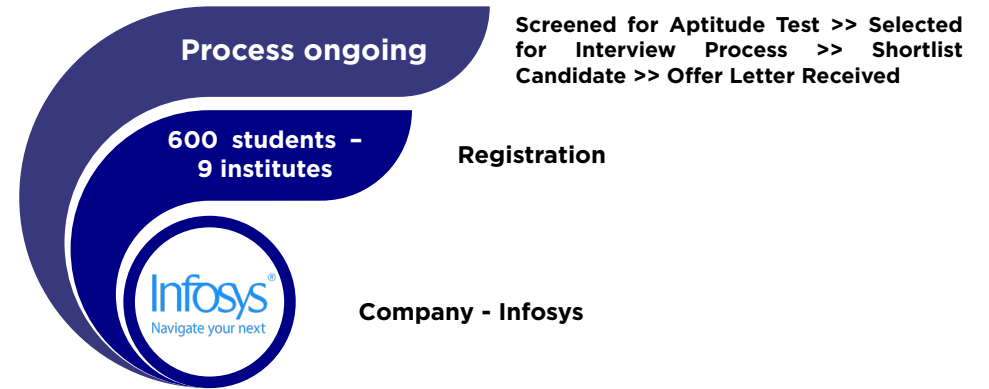 Process ongoing
Screened for Aptitude Test >> Selected
for Interview Process >> Shortlist
Candidate >> Offer Letter Received
600 students –
9 institutes
Registration
Infosys®
Navigate your next
Company - Infosys